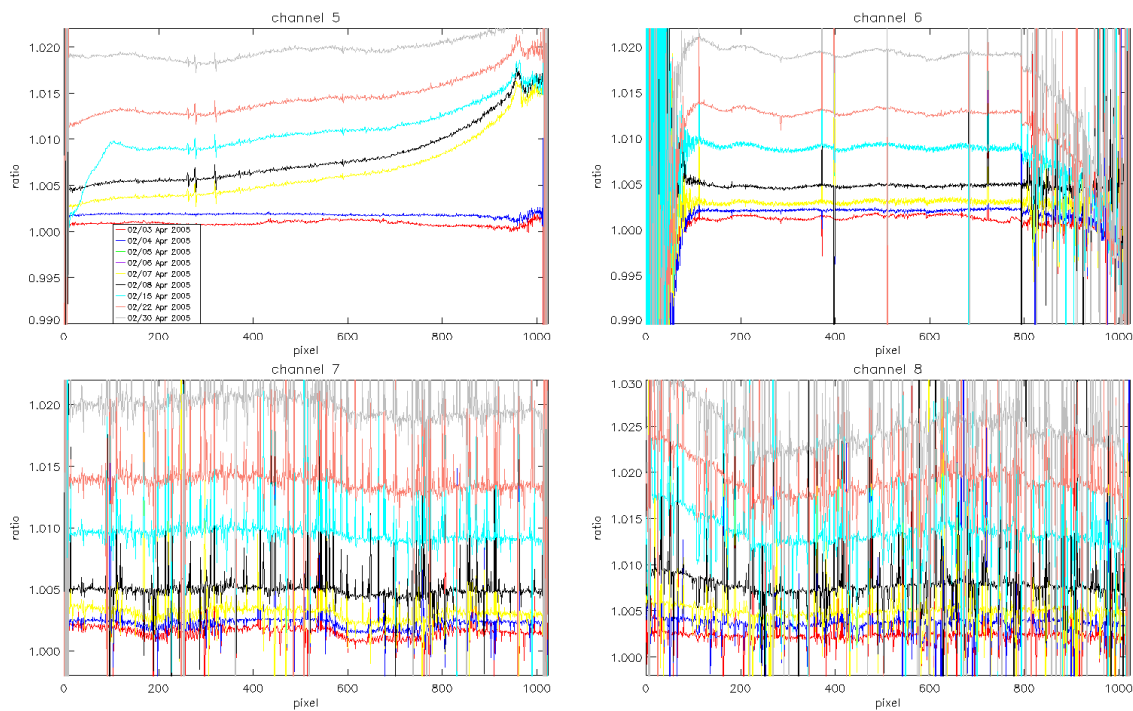 channel 5
1.020
1.015
1.010
1.005
1.000
0.995
0.990
ratio
02/03 Apr 2005
02/04 Apr 2005
02/05 Apr 2005
02/06 Apr 2005
02/07 Apr 2005
02/08 Apr 2005
02/15 Apr 2005
02/22 Apr 2005
02/30 Apr 2005
0 200 400 600 800 1000
pixel
channel 6
1.020
1.015
1.010
1.005
1.000
0.995
0.990
ratio
0 200 400 600 800 1000
pixel
channel 7
1.020
1.015
1.010
1.005
1.000
ratio
0 200 400 600 800 1000
pixel
channel 8
1.030
1.025
1.020
1.015
1.010
1.005
1.000
ratio
0 200 400 600 800 1000
pixel